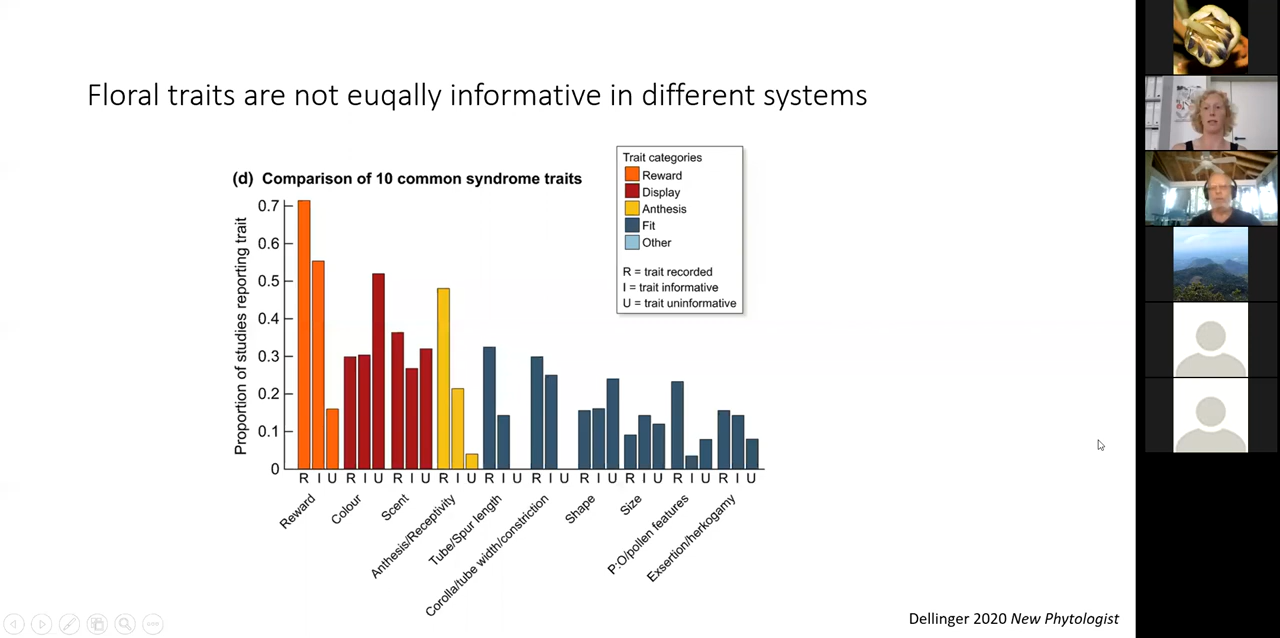 Floral traits are not euqally informative in different systems
(d) Comparison of 10 common syndrome traits
Trait categories
Reward
Display
Anthesis
Fit
Other
R = trait recorded
I = trait informative
U = trait uninformative
Proportion of studies reporting trait
0.7
0.6
0.5
0.4
0.3
0.2
0.1
0
R I U R I U R I U R I U R I U R I U R I U R I U R I U R I U
Reward
Colour
Scent
Anthesis/Receptivity
Tube/Spur length
Corolla/tube width/constriction
Shape
Size
P:O/pollen features
Exsertion/herkogamy
Dellinger 2020 New Phytologist